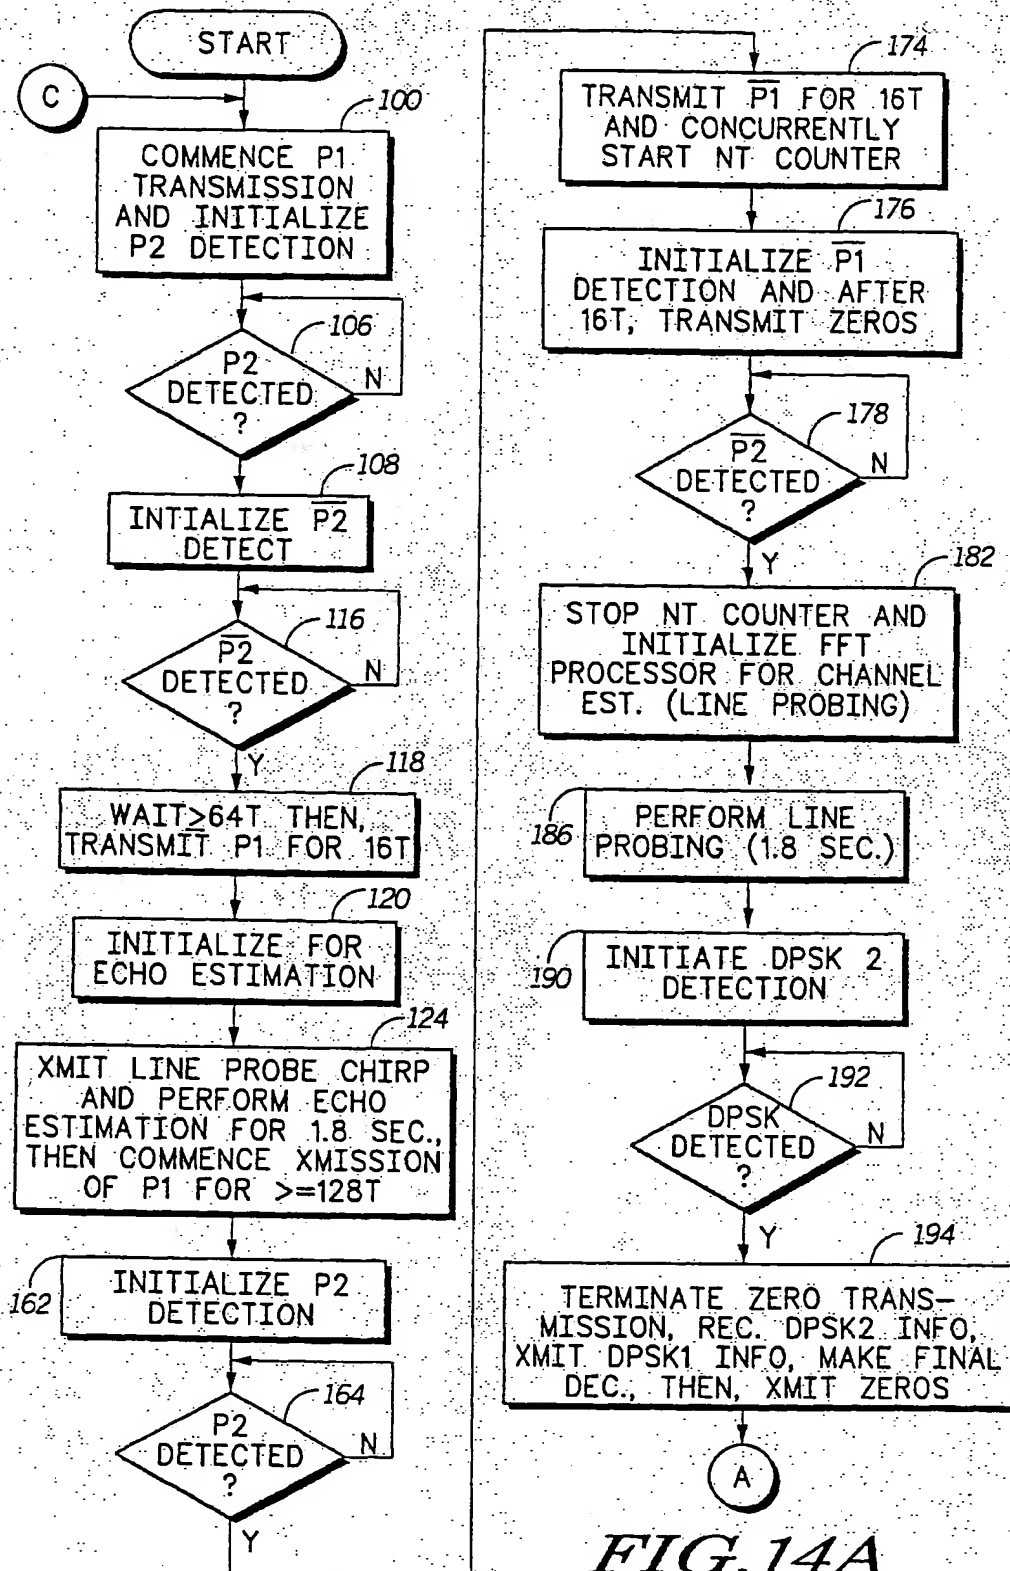 START
C
100
COMMENCE P1
TRANSMISSION
AND INITIALIZE
P2 DETECTION
106
P2
DETECTED
?
N
108
INTIALIZE P̅2̅
DETECT
116
P̅2̅
DETECTED
?
N
Y
118
WAIT≥64T THEN,
TRANSMIT P1 FOR 16T
120
INITIALIZE FOR
ECHO ESTIMATION
124
XMIT LINE PROBE CHIRP
AND PERFORM ECHO
ESTIMATION FOR 1.8 SEC.,
THEN COMMENCE XMISSION
OF P1 FOR >=128T
162
INITIALIZE P2
DETECTION
164
P2
DETECTED
?
N
Y
174
TRANSMIT P̅1̅ FOR 16T
AND CONCURRENTLY
START NT COUNTER
176
INITIALIZE P̅1̅
DETECTION AND AFTER
16T, TRANSMIT ZEROS
178
P̅2̅
DETECTED
?
N
Y
182
STOP NT COUNTER AND
INITIALIZE FFT
PROCESSOR FOR CHANNEL
EST. (LINE PROBING)
186
PERFORM LINE
PROBING (1.8 SEC.)
190
INITIATE DPSK 2
DETECTION
192
DPSK
DETECTED
?
N
Y
194
TERMINATE ZERO TRANS-
MISSION, REC. DPSK2 INFO,
XMIT DPSK1 INFO, MAKE FINAL
DEC., THEN, XMIT ZEROS
A
FIG.14A